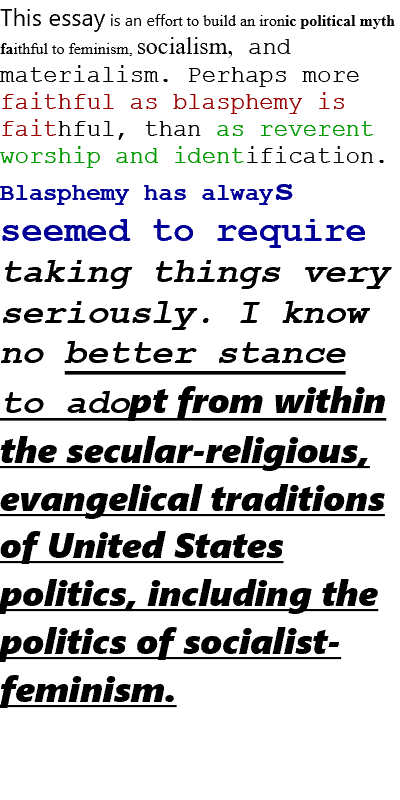 This essay is an effort to build an ironic political myth
faithful to feminism, socialism, and
materialism. Perhaps more
faithful as blasphemy is
faithful, than as reverent
worship and identification.
Blasphemy has always
seemed to require
taking things very
seriously. I know
no better stance
to adopt from within
the secular-religious,
evangelical traditions
of United States
politics, including the
politics of socialist-
feminism.